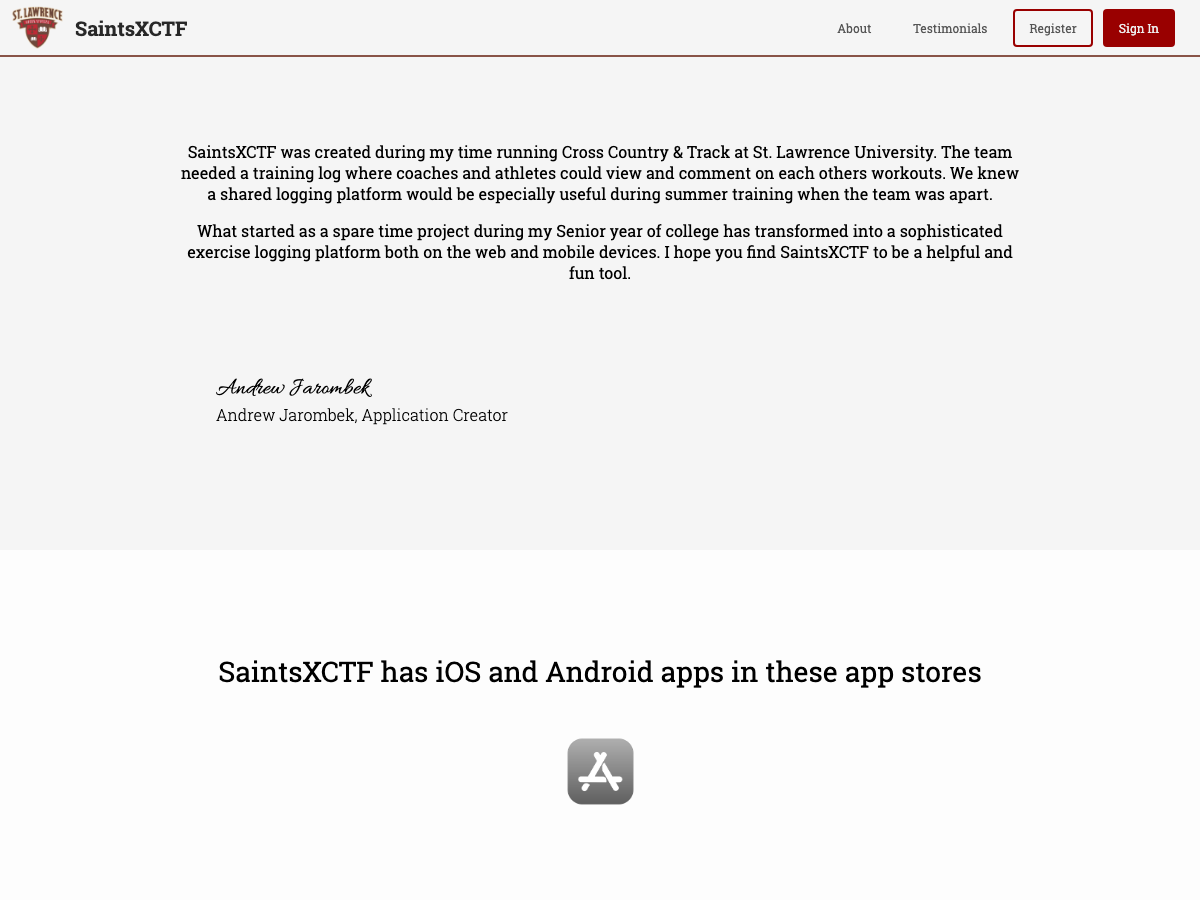 ST. LAWRENCE
SaintsXCTF
About
Testimonials
Register
Sign In
SaintsXCTF was created during my time running Cross Country & Track at St. Lawrence University. The team
needed a training log where coaches and athletes could view and comment on each others workouts. We knew
a shared logging platform would be especially useful during summer training when the team was apart.
What started as a spare time project during my Senior year of college has transformed into a sophisticated
exercise logging platform both on the web and mobile devices. I hope you find SaintsXCTF to be a helpful and
fun tool.
Andrew Jarombek
Andrew Jarombek, Application Creator
SaintsXCTF has iOS and Android apps in these app stores